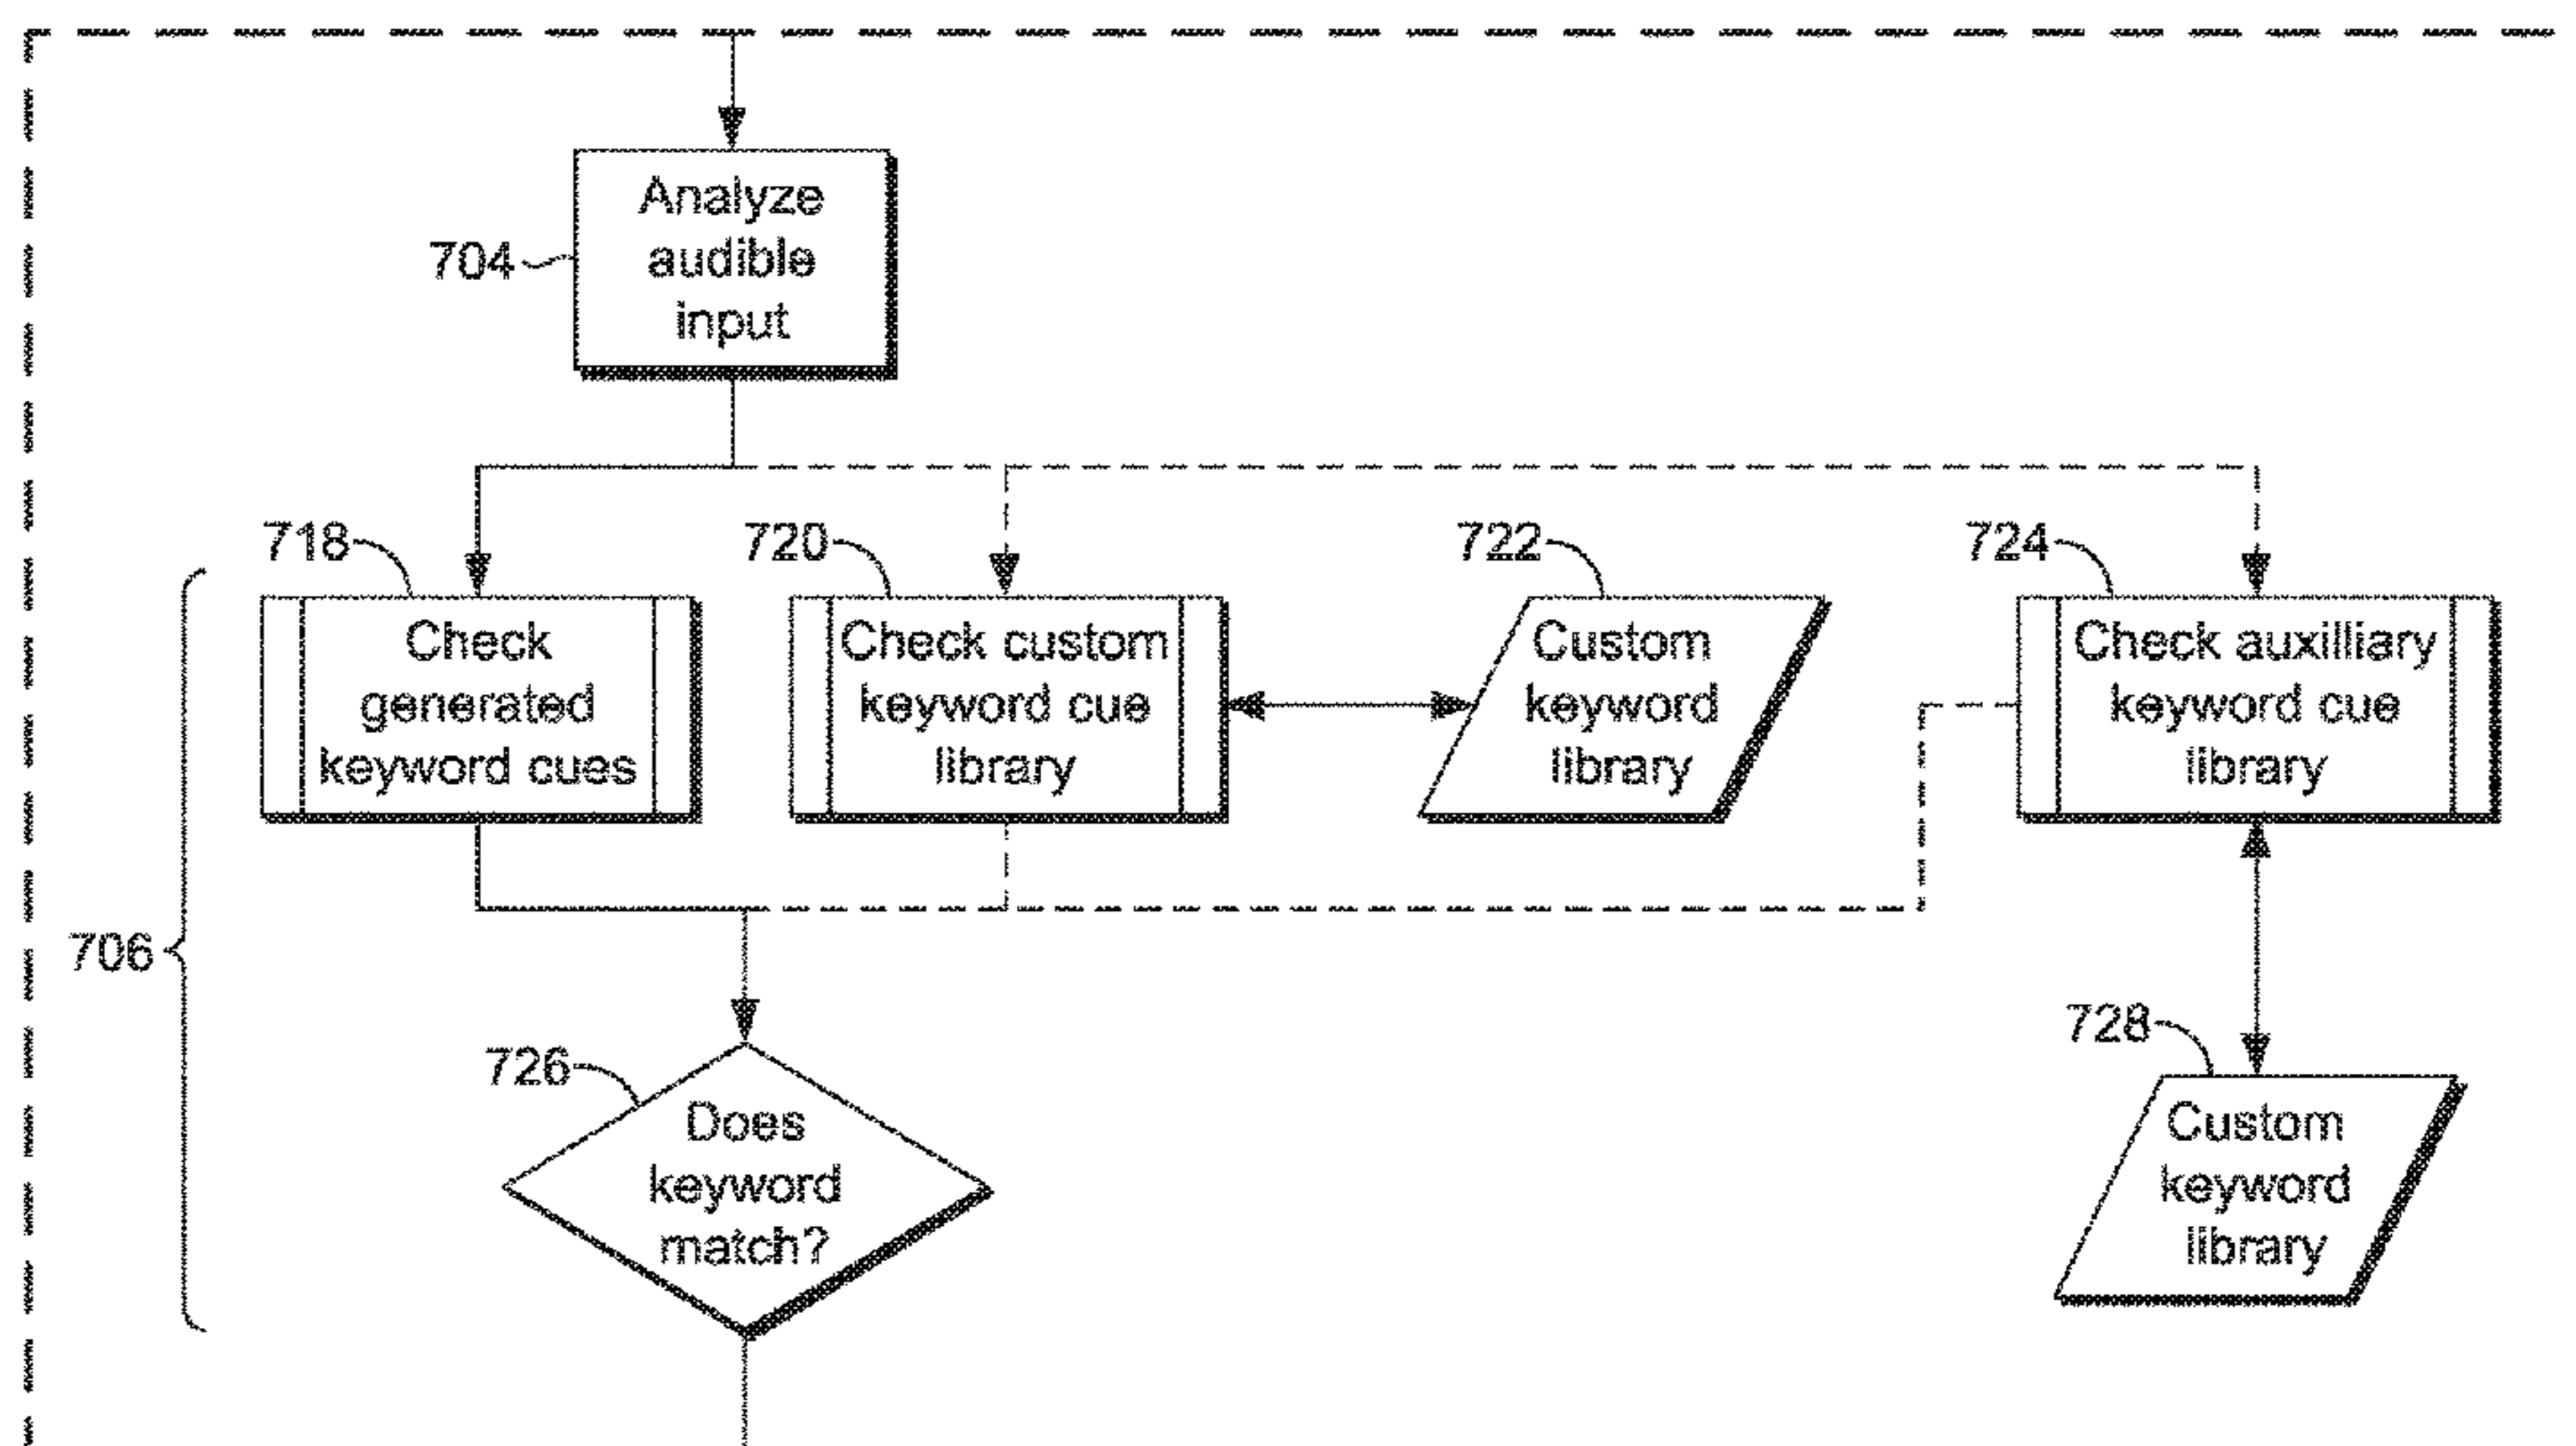 Analyze
audible
input
704
718
720
722
724
Check
generated
keyword cues
Check custom
keyword cue
library
Custom
keyword
library
Check auxilliary
keyword cue
library
706
726
728
Does
keyword
match?
Custom
keyword
library